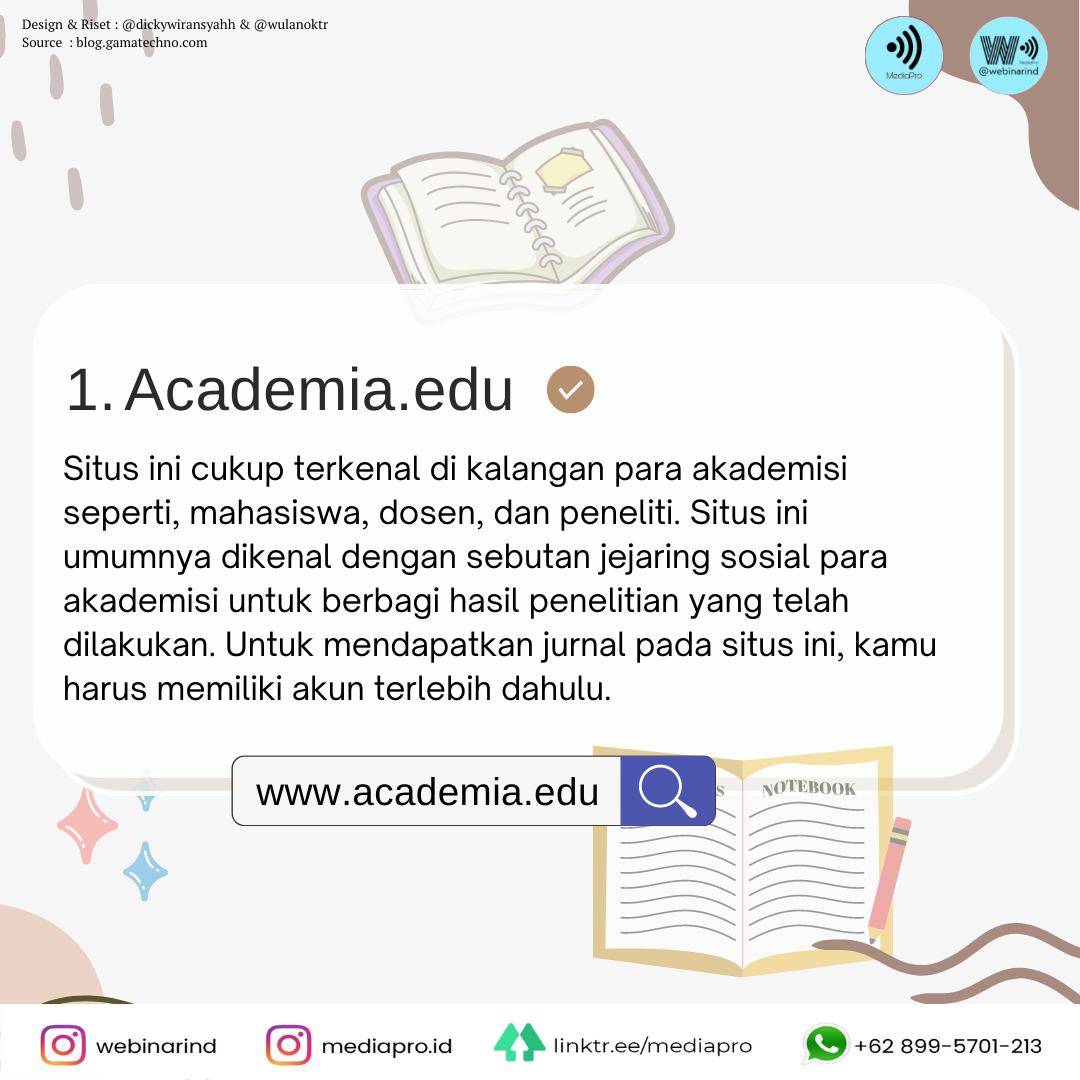 Design & Riset : @dickywiransyahh & @wulanoktr
Source : blog.gamatechno.com
MediaPro
@webinarind
1. Academia.edu
Situs ini cukup terkenal di kalangan para akademisi
seperti, mahasiswa, dosen, dan peneliti. Situs ini
umumnya dikenal dengan sebutan jejaring sosial para
akademisi untuk berbagi hasil penelitian yang telah
dilakukan. Untuk mendapatkan jurnal pada situs ini, kamu
harus memiliki akun terlebih dahulu.
www.academia.edu
NOTEBOOK
webinarind
mediapro.id
linktr.ee/mediapro
+62 899-5701-213